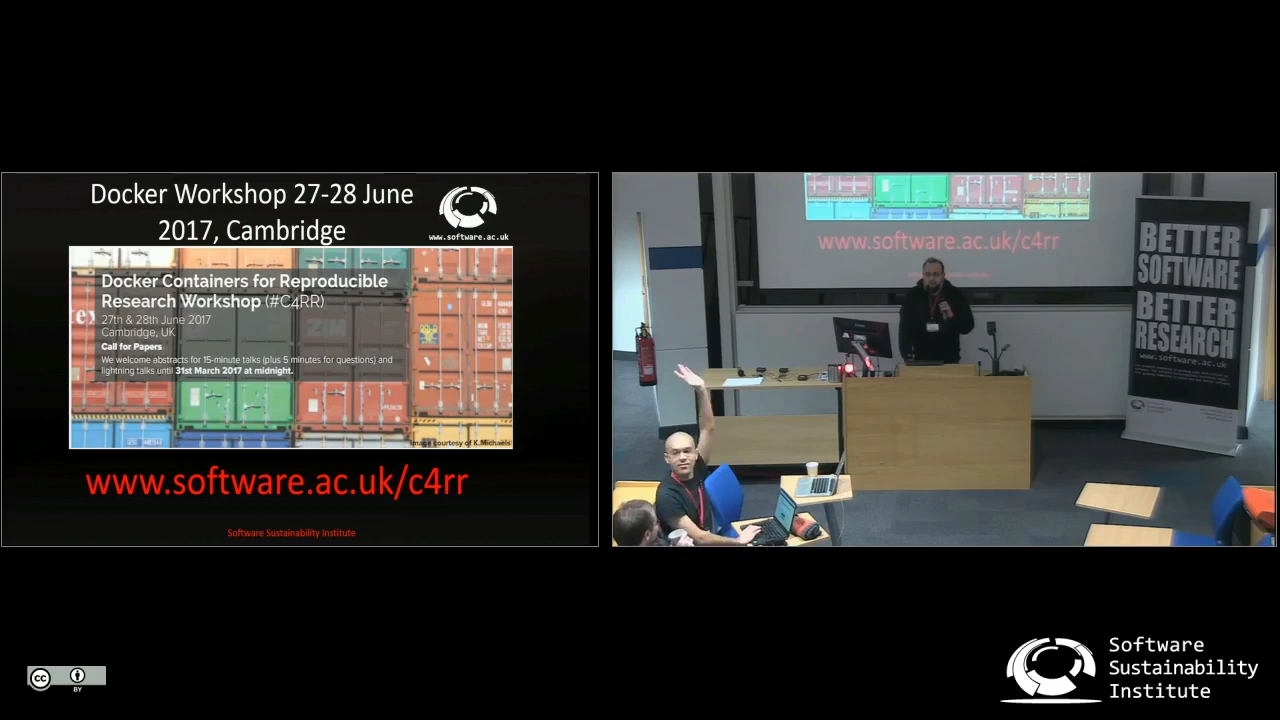 Docker Workshop 27-28 June
2017, Cambridge
www.software.ac.uk
Docker Containers for Reproducible
Research Workshop (#C4RR)
27th & 28th June 2017
Cambridge, UK
Call for Papers
We welcome abstracts for 15-minute talks (plus 5 minutes for questions) and
lightning talks until 31st March 2017 at midnight.
Image courtesy of K.Michaels
www.software.ac.uk/c4rr
Software Sustainability Institute
www.software.ac.uk/c4rr
BETTER
SOFTWARE
BETTER
RESEARCH
www.software.ac.uk
cc
BY
Software
Sustainability
Institute